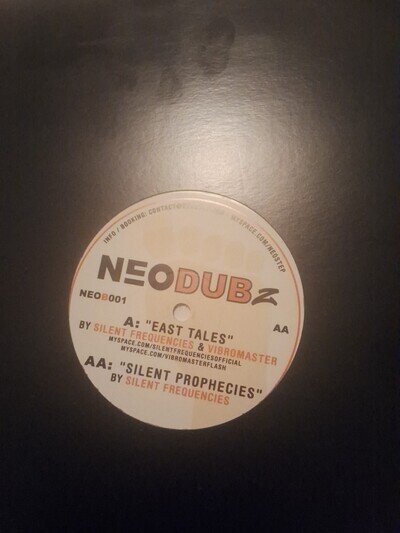 INFO / BOOKING: CONTACT@
MYSPACE.COM/NEOSTEP
NEODUBZ
NEOB001
AA
A: "EAST TALES"
BY SILENT FREQUENCIES & VIBROMASTER
MYSPACE.COM/SILEMTFREQUENCIESOFFICIAL
MYSPACE.COM/VIBROMASTERFLASH
AA: "SILENT PROPHECIES"
BY SILENT FREQUENCIES